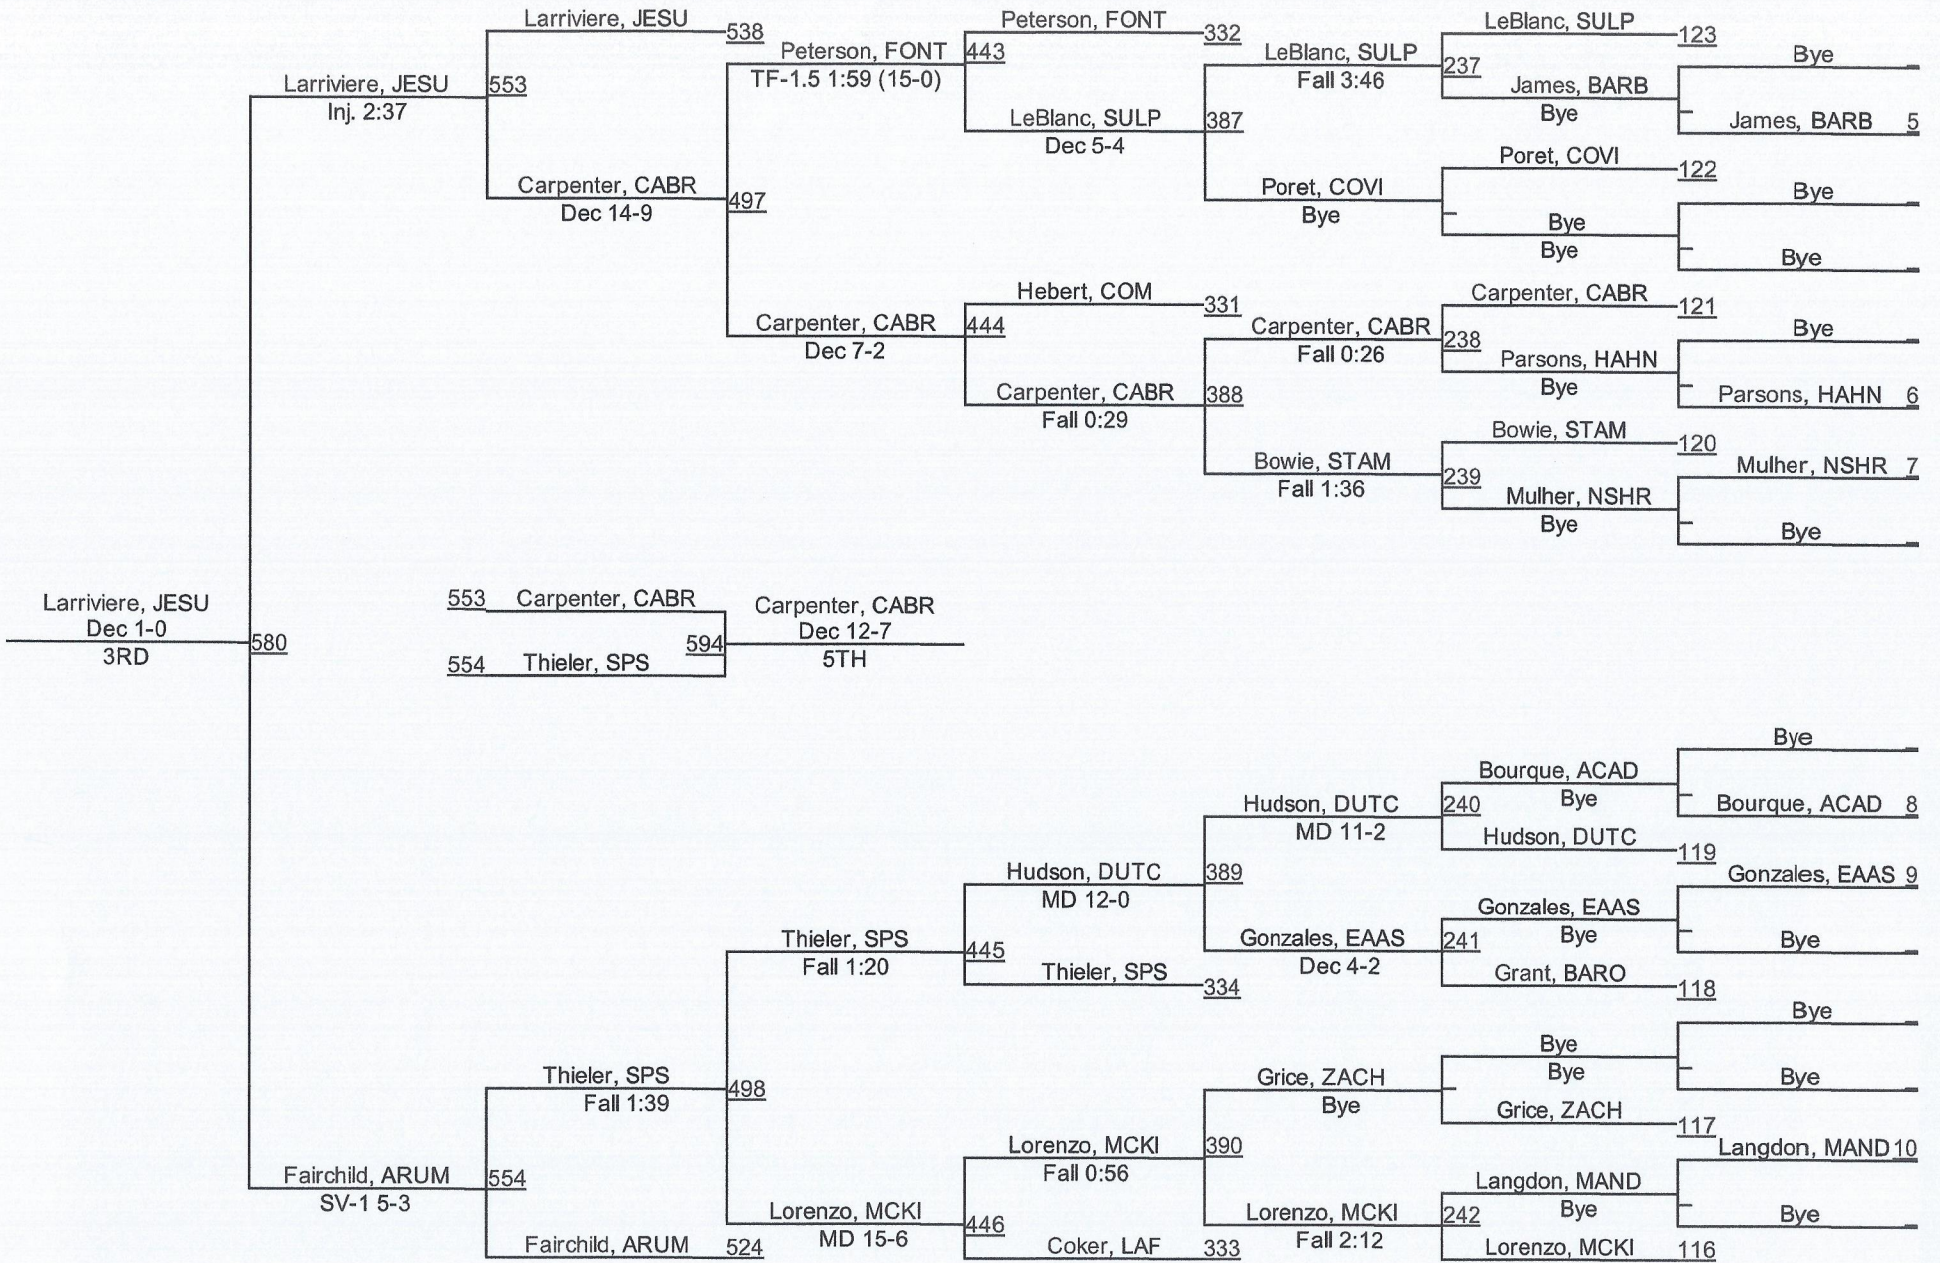 Larriviere, JESU
538
Peterson, FONT
332
LeBlanc, SULP
123
Bye
Larriviere, JESU
Inj. 2:37
553
Peterson, FONT
TF-1.5 1:59 (15-0)
443
LeBlanc, SULP
Fall 3:46
237
James, BARB
Bye
James, BARB 5
LeBlanc, SULP
Dec 5-4
387
Poret, COVI
122
Bye
Carpenter, CABR
Dec 14-9
497
Poret, COVI
Bye
Bye
Bye
Bye
Hebert, COM
331
Carpenter, CABR
121
Bye
Carpenter, CABR
Dec 7-2
444
Carpenter, CABR
Fall 0:26
238
Parsons, HAHN
Bye
Parsons, HAHN 6
Carpenter, CABR
Fall 0:29
388
Bowie, STAM
120
Mulher, NSHR 7
Bowie, STAM
Fall 1:36
239
Mulher, NSHR
Bye
Bye
Larriviere, JESU
Dec 1-0
3RD
580
553 Carpenter, CABR
554 Thieler, SPS
594
Carpenter, CABR
Dec 12-7
5TH
Bye
Bourque, ACAD
Bye
Bourque, ACAD 8
Hudson, DUTC
MD 11-2
240
Hudson, DUTC
119
Gonzales, EAAS 9
Hudson, DUTC
MD 12-0
389
Gonzales, EAAS
Bye
Bye
Gonzales, EAAS
Dec 4-2
241
Grant, BARO
118
Thieler, SPS
Fall 1:20
445
Thieler, SPS
334
Bye
Bye
Bye
Bye
Thieler, SPS
Fall 1:39
498
Grice, ZACH
Bye
Grice, ZACH
117
Langdon, MAND 10
Lorenzo, MCKI
Fall 0:56
390
Langdon, MAND
Bye
Bye
Fairchild, ARUM
SV-1 5-3
554
Lorenzo, MCKI
MD 15-6
446
Lorenzo, MCKI
Fall 2:12
242
Fairchild, ARUM
524
Coker, LAF
333
Lorenzo, MCKI
116